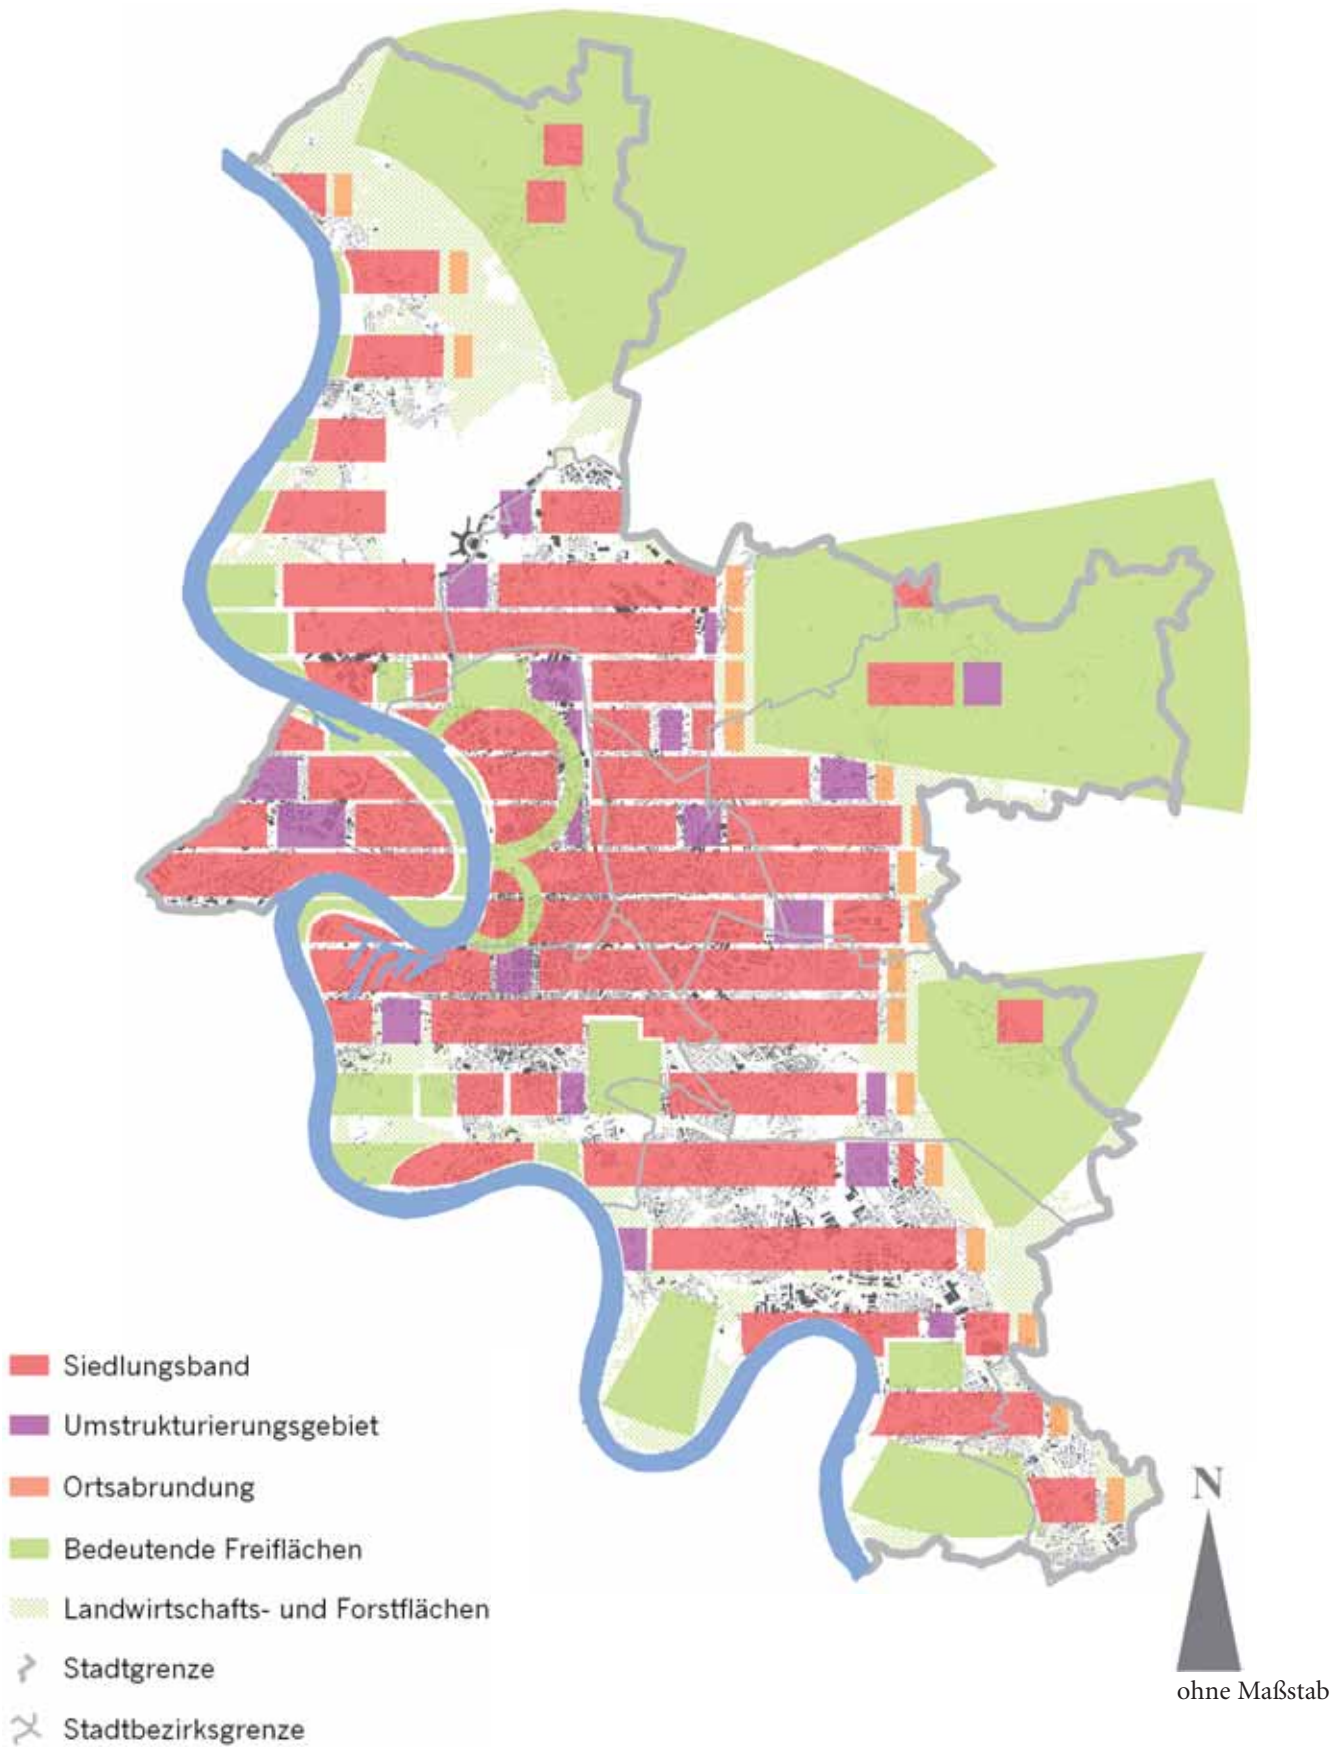 Siedlungsband
Umstrukturierungsgebiet
Ortsabrundung
Bedeutende Freiflächen
Landwirtschafts- und Forstflächen
Stadtgrenze
Stadtbezirksgrenze
N
ohne Maßstab